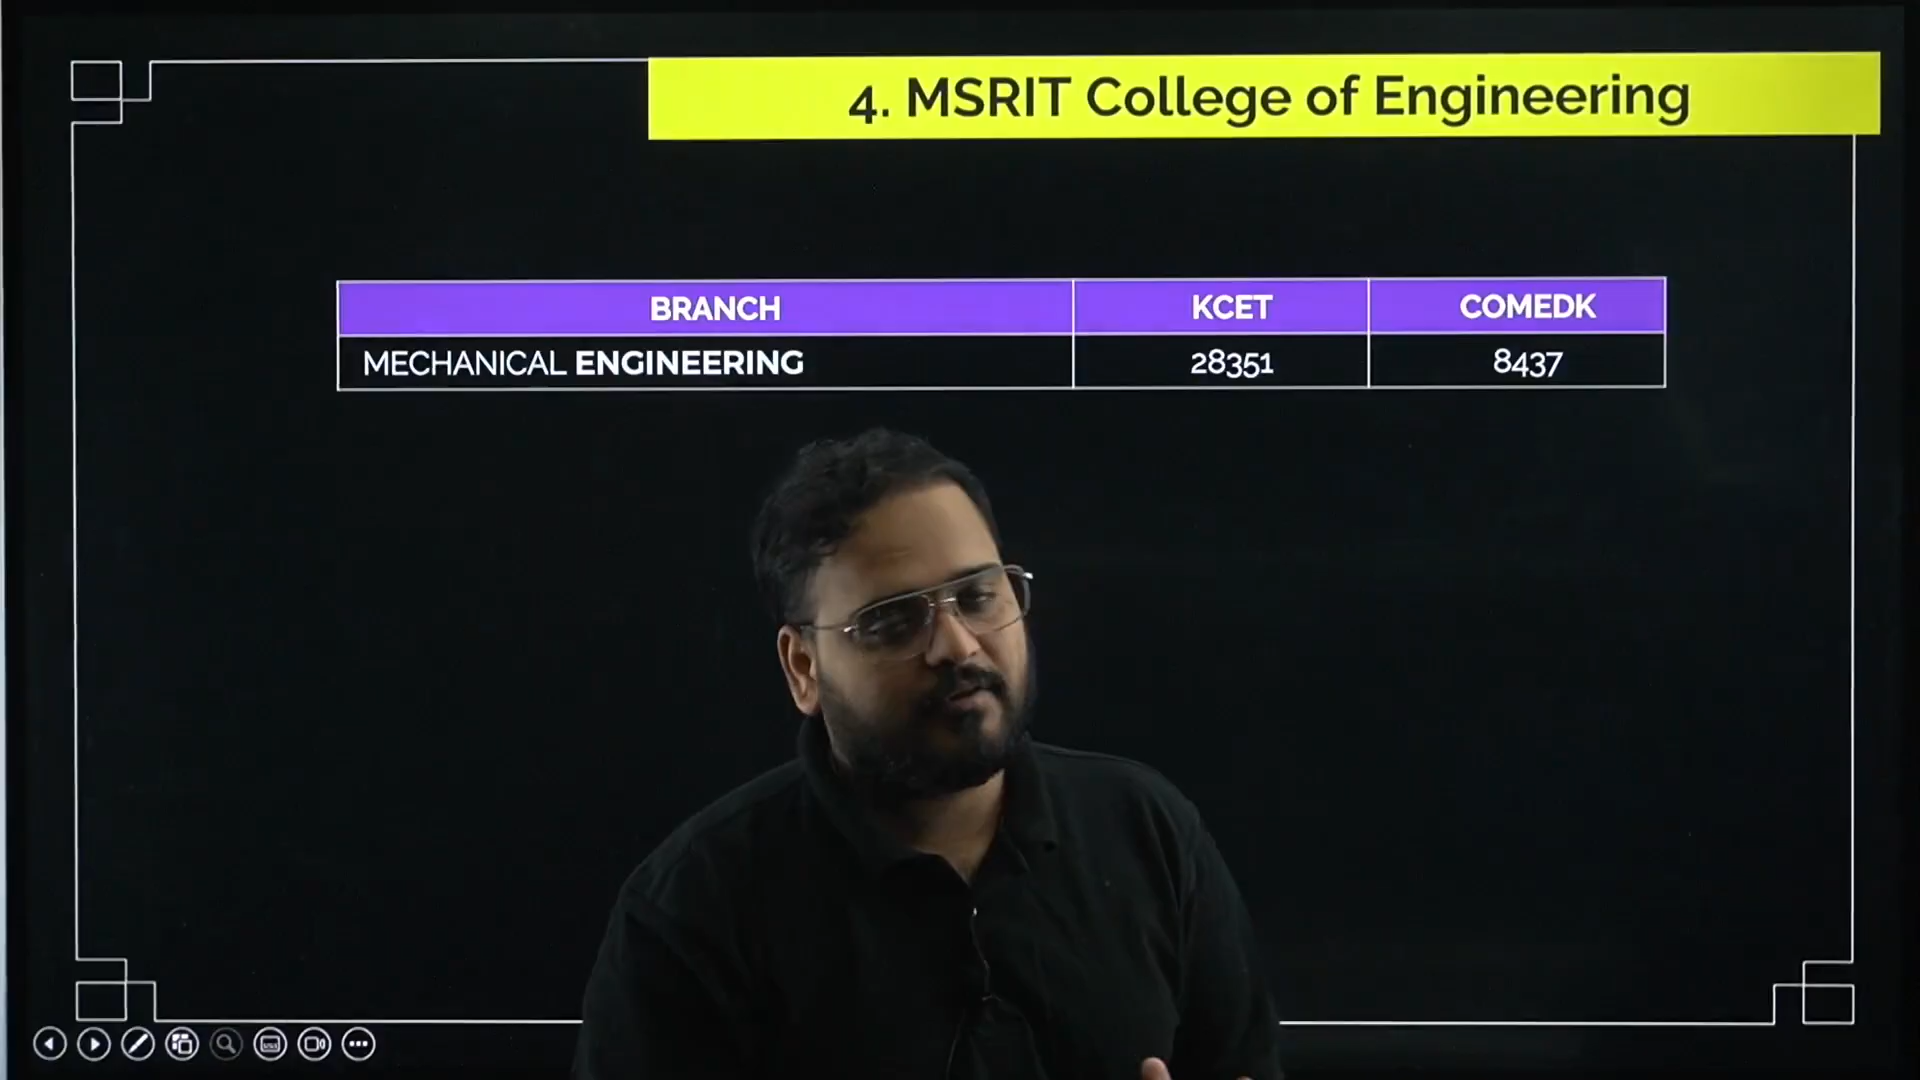 4. MSRIT College of Engineering
BRANCH KCET COMEDK
MECHANICAL ENGINEERING 28351 8437